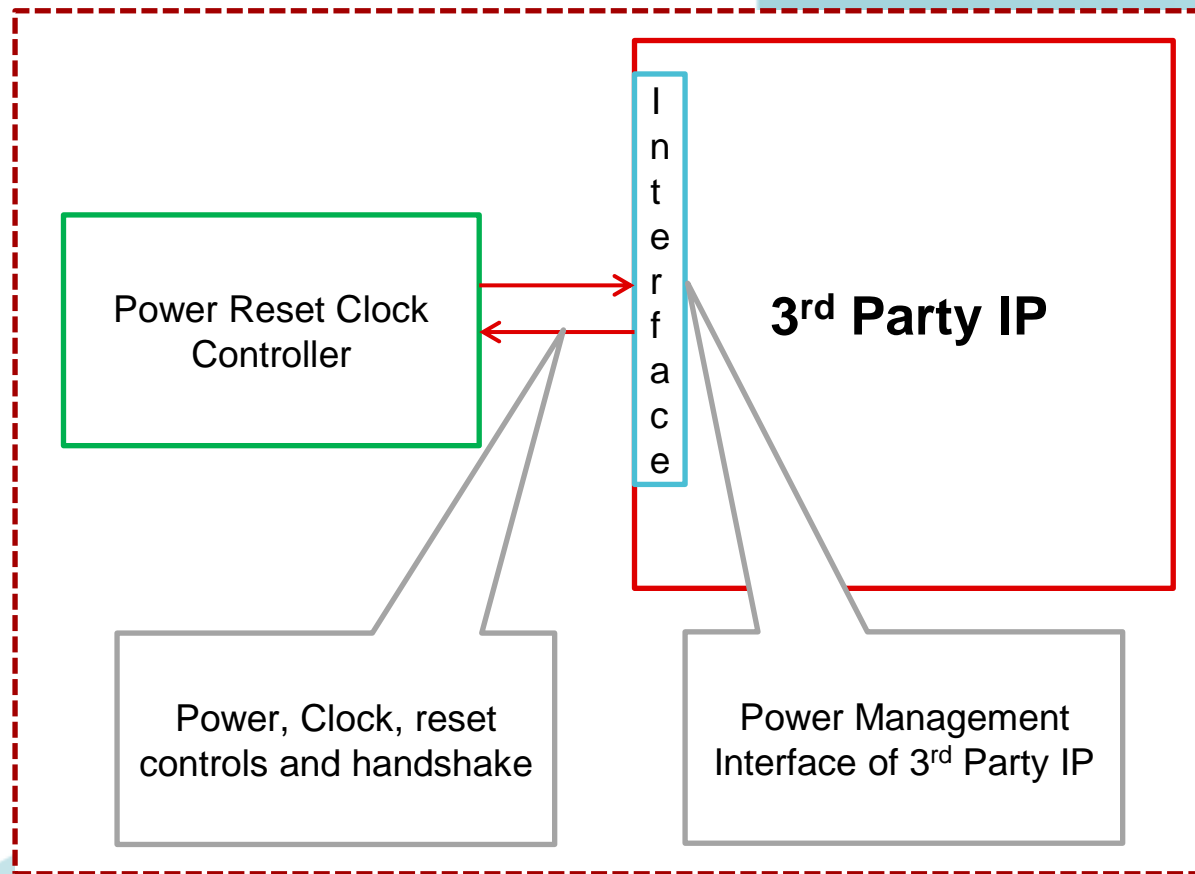 Interface
Power Reset Clock
Controller
3rd Party IP
Power, Clock, reset
controls and handshake
Power Management
Interface of 3rd Party IP